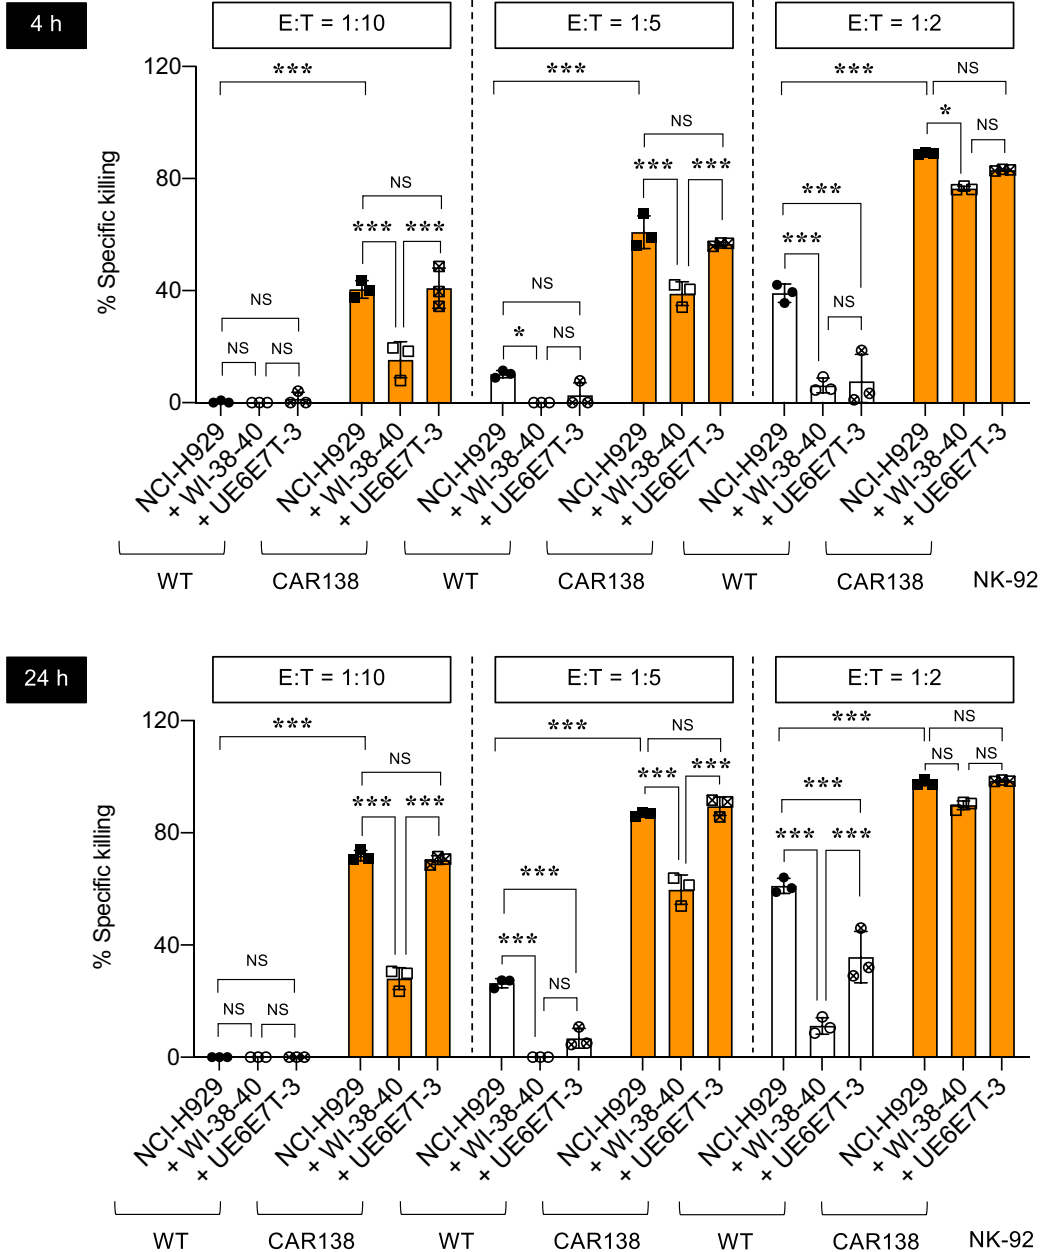 4 h
E:T = 1:10
E:T = 1:5
E:T = 1:2
% Specific killing
120
80
40
0
***
NS
***
***
NS
NS
NS
***
NS
***
***
NS
*
NS
***
NS
*
NS
***
***
NS
NCI-H929
+ WI-38-40
+ UE6E7T-3
NCI-H929
+ WI-38-40
+ UE6E7T-3
NCI-H929
+ WI-38-40
+ UE6E7T-3
NCI-H929
+ WI-38-40
+ UE6E7T-3
NCI-H929
+ WI-38-40
+ UE6E7T-3
NCI-H929
+ WI-38-40
+ UE6E7T-3
WT
CAR138
WT
CAR138
WT
CAR138
NK-92
24 h
E:T = 1:10
E:T = 1:5
E:T = 1:2
% Specific killing
120
80
40
0
***
NS
***
***
NS
NS
NS
***
NS
***
***
***
***
NS
***
NS
NS
NS
***
***
***
NCI-H929
+ WI-38-40
+ UE6E7T-3
NCI-H929
+ WI-38-40
+ UE6E7T-3
NCI-H929
+ WI-38-40
+ UE6E7T-3
NCI-H929
+ WI-38-40
+ UE6E7T-3
NCI-H929
+ WI-38-40
+ UE6E7T-3
NCI-H929
+ WI-38-40
+ UE6E7T-3
WT
CAR138
WT
CAR138
WT
CAR138
NK-92